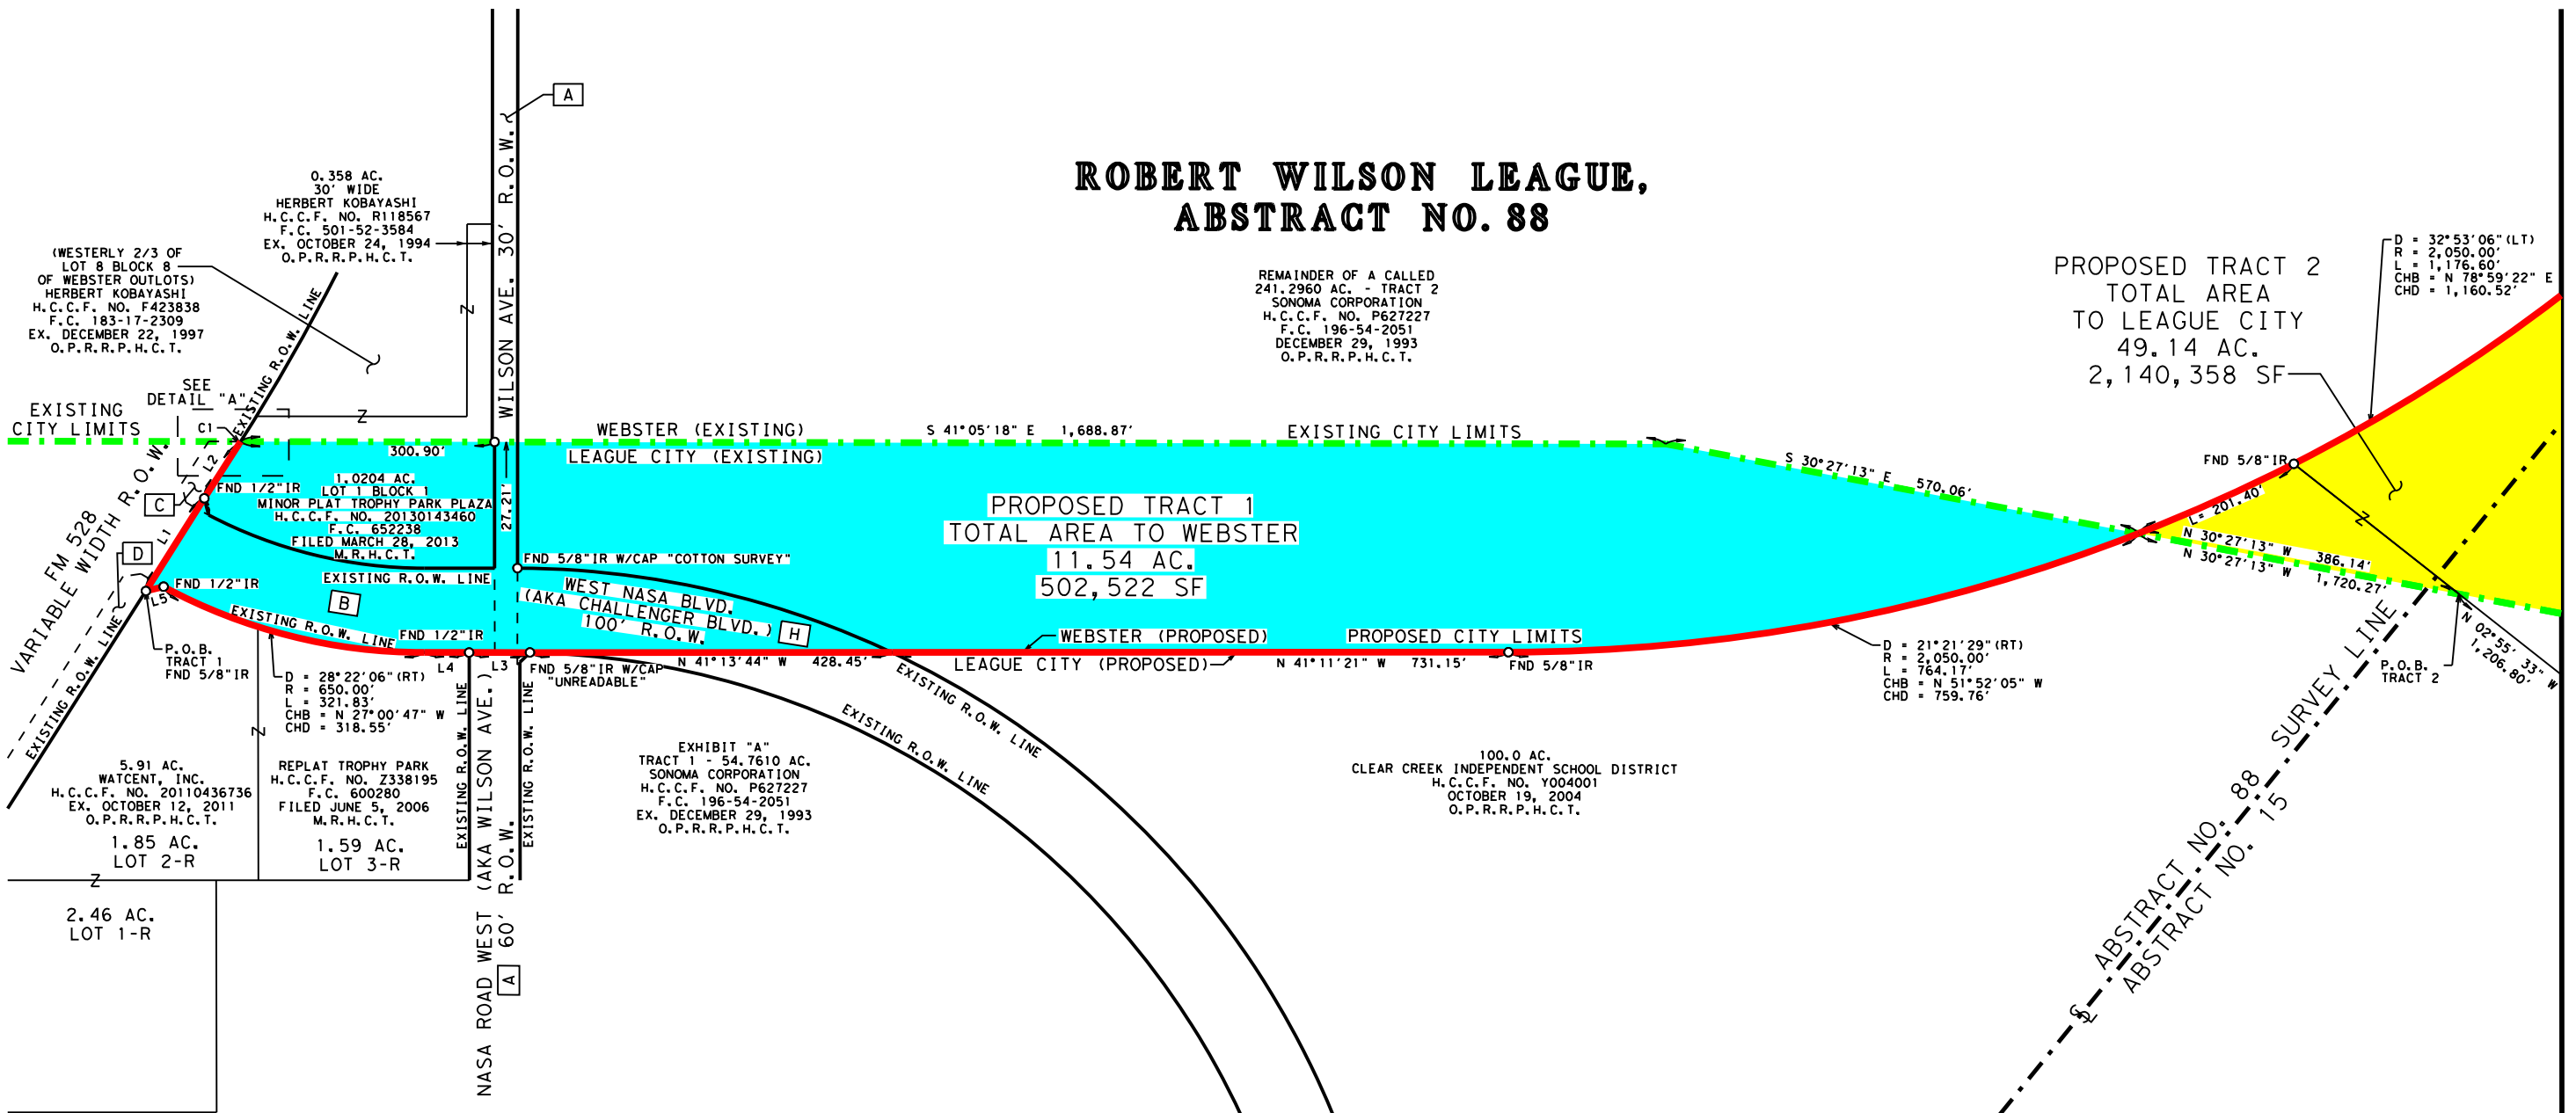 ROBERT WILSON LEAGUE,
ABSTRACT NO. 88
A
0.358 AC.
30' WIDE
HERBERT KOBAYASHI
H.C.C.F. NO. R118567
F.C. 501-52-3584
EX. OCTOBER 24, 1994
O.P.R.R.P.H.C.T.
(WESTERLY 2/3 OF
LOT 8 BLOCK 8
OF WEBSTER OUTLOTS)
HERBERT KOBAYASHI
H.C.C.F. NO. F423838
F.C. 183-17-2309
EX. DECEMBER 22, 1997
O.P.R.R.P.H.C.T.
EXISTING R.O.W. LINE
Z
WILSON AVE. 30' R.O.W.
REMAINDER OF A CALLED
241.2960 AC. - TRACT 2
SONOMA CORPORATION
H.C.C.F. NO. P627227
F.C. 196-54-2051
DECEMBER 29, 1993
O.P.R.R.P.H.C.T.
PROPOSED TRACT 2
TOTAL AREA
TO LEAGUE CITY
49.14 AC.
2,140,358 SF
D = 32°53'06" (LT)
R = 2,050.00'
L = 1,176.60'
CHB = N 78°59'22" E
CHD = 1,160.52'
SEE
DETAIL "A"
Z
EXISTING
CITY LIMITS
C1
WEBSTER (EXISTING)
S 41°05'18" E 1,688.87'
EXISTING CITY LIMITS
300.90'
LEAGUE CITY (EXISTING)
L2
S 30°27'13" E 570.06'
FND 5/8"IR
L= 201.40'
Z
C
FND 1/2"IR
1.0204 AC.
LOT 1 BLOCK 1
MINOR PLAT TROPHY PARK PLAZA
H.C.C.F. NO. 20130143460
F.C. 652238
FILED MARCH 28, 2013
M.R.H.C.T.
27.21'
PROPOSED TRACT 1
TOTAL AREA TO WEBSTER
11.54 AC.
502,522 SF
L1
D
FM 528
VARIABLE WIDTH R.O.W.
N 30°27'13" W 386.14'
N 30°27'13" W 1,720.27'
FND 5/8"IR W/CAP "COTTON SURVEY"
EXISTING R.O.W. LINE
FND 1/2"IR
L5
B
WEST NASA BLVD.
(AKA CHALLENGER BLVD.)
100' R.O.W.
H
EXISTING R.O.W. LINE
FND 1/2"IR
WEBSTER (PROPOSED)
PROPOSED CITY LIMITS
L4
L3
FND 5/8"IR W/CAP
"UNREADABLE"
N 41°13'44" W 428.45'
LEAGUE CITY (PROPOSED)
N 41°11'21" W 731.15'
FND 5/8"IR
D = 21°21'29" (RT)
R = 2,050.00'
L = 764.17'
CHB = N 51°52'05" W
CHD = 759.76'
P.O.B.
TRACT 2
N 02°55'33" W
1,206.80'
P.O.B.
TRACT 1
FND 5/8"IR
D = 28°22'06" (RT)
R = 650.00'
L = 321.83'
CHB = N 27°00'47" W
CHD = 318.55'
EXISTING R.O.W. LINE
Z
EXISTING R.O.W. LINE
EXISTING R.O.W. LINE
EXISTING R.O.W. LINE
EXISTING R.O.W. LINE
5.91 AC.
WATCENT, INC.
H.C.C.F. NO. 20110436736
EX. OCTOBER 12, 2011
O.P.R.R.P.H.C.T.
1.85 AC.
LOT 2-R
REPLAT TROPHY PARK
H.C.C.F. NO. Z338195
F.C. 600280
FILED JUNE 5, 2006
M.R.H.C.T.
1.59 AC.
LOT 3-R
EXHIBIT "A"
TRACT 1 - 54.7610 AC.
SONOMA CORPORATION
H.C.C.F. NO. P627227
F.C. 196-54-2051
EX. DECEMBER 29, 1993
O.P.R.R.P.H.C.T.
100.0 AC.
CLEAR CREEK INDEPENDENT SCHOOL DISTRICT
H.C.C.F. NO. Y004001
OCTOBER 19, 2004
O.P.R.R.P.H.C.T.
Z
2.46 AC.
LOT 1-R
NASA ROAD WEST (AKA WILSON AVE.)
60' R.O.W.
A
SURVEY LINE
ABSTRACT NO. 88
ABSTRACT NO. 15